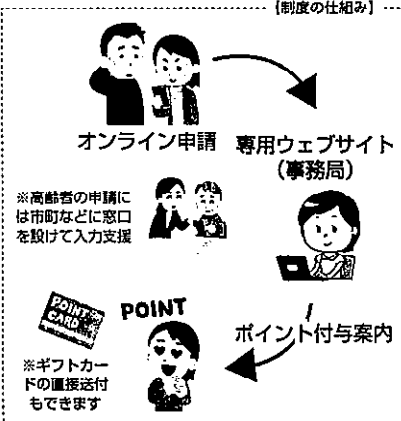 【制度の仕組み】
オンライン申請
専用ウェブサイト
(事務局)
※高齢者の申請に
は市町などに窓口
を設けて入力支援
POINT
CARD
POINT
ポイント付与案内
※ギフトカー
ドの直接送付
もできます